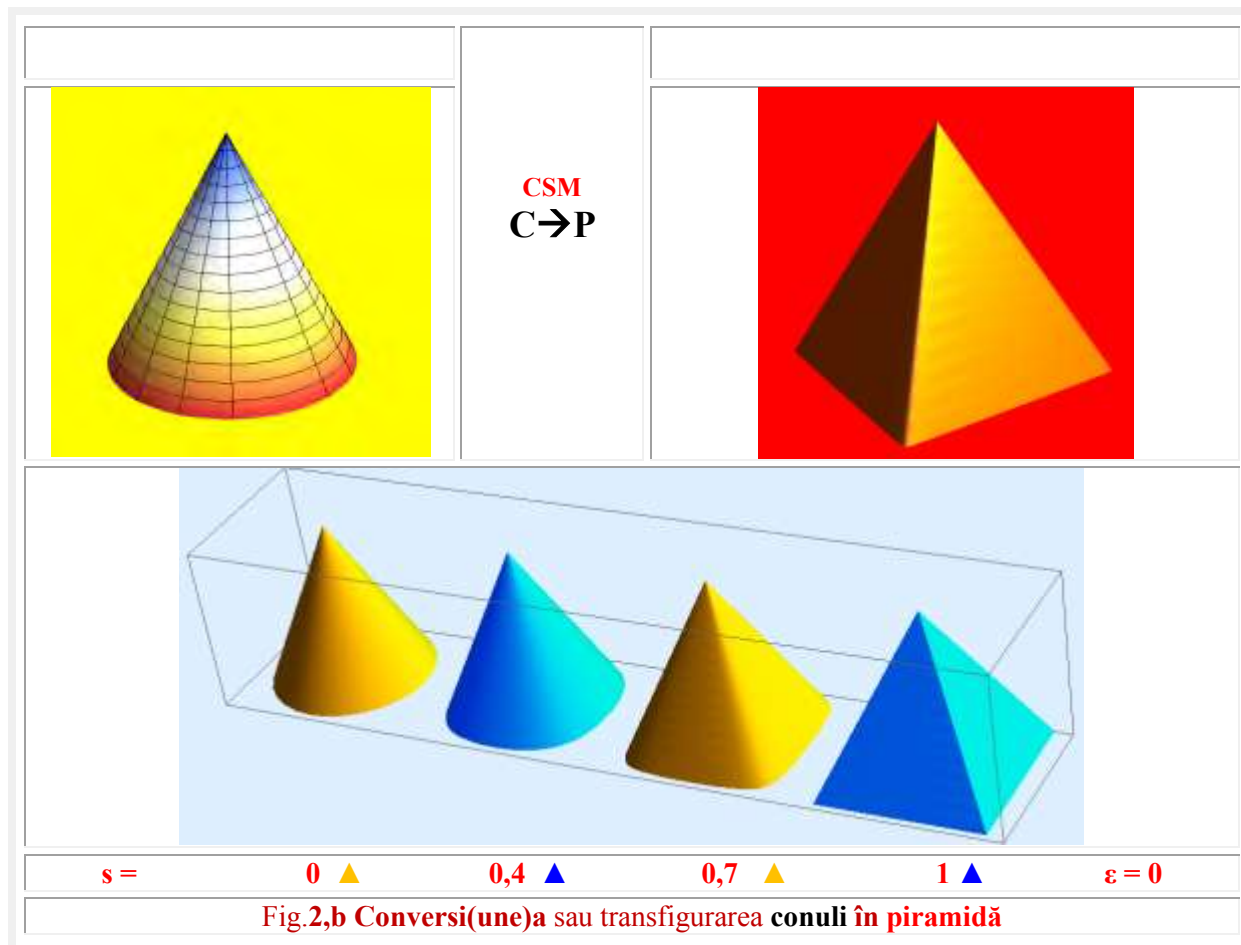 CSM
C→P
s = 0 ▲ 0,4 ▲ 0,7 ▲ 1 ▲ ε = 0
Fig.2,b Conversi(une)a sau transfigurarea conuli în piramidă